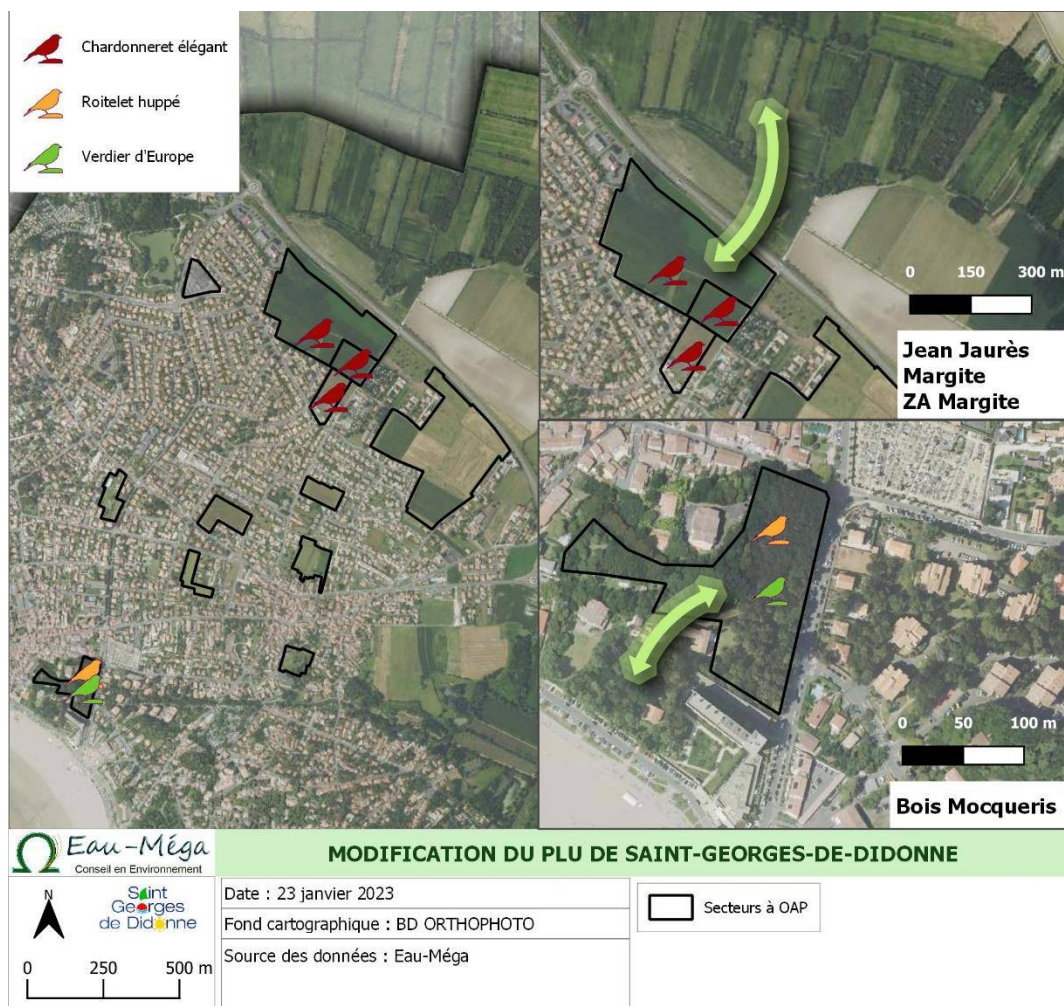 Chardonneret élégant
Roitelet huppé
Verdier d'Europe
0 150 300 m
Jean Jaurès
Margite
ZA Margite
0 50 100 m
Bois Mocqueris
Eau-Méga
Conseil en Environnement
MODIFICATION DU PLU DE SAINT-GEORGES-DE-DIDONNE
N
Saint
Georges
de Didonne
0 250 500 m
Date : 23 janvier 2023
Fond cartographique : BD ORTHOPHOTO
Source des données : Eau-Méga
Secteurs à OAP